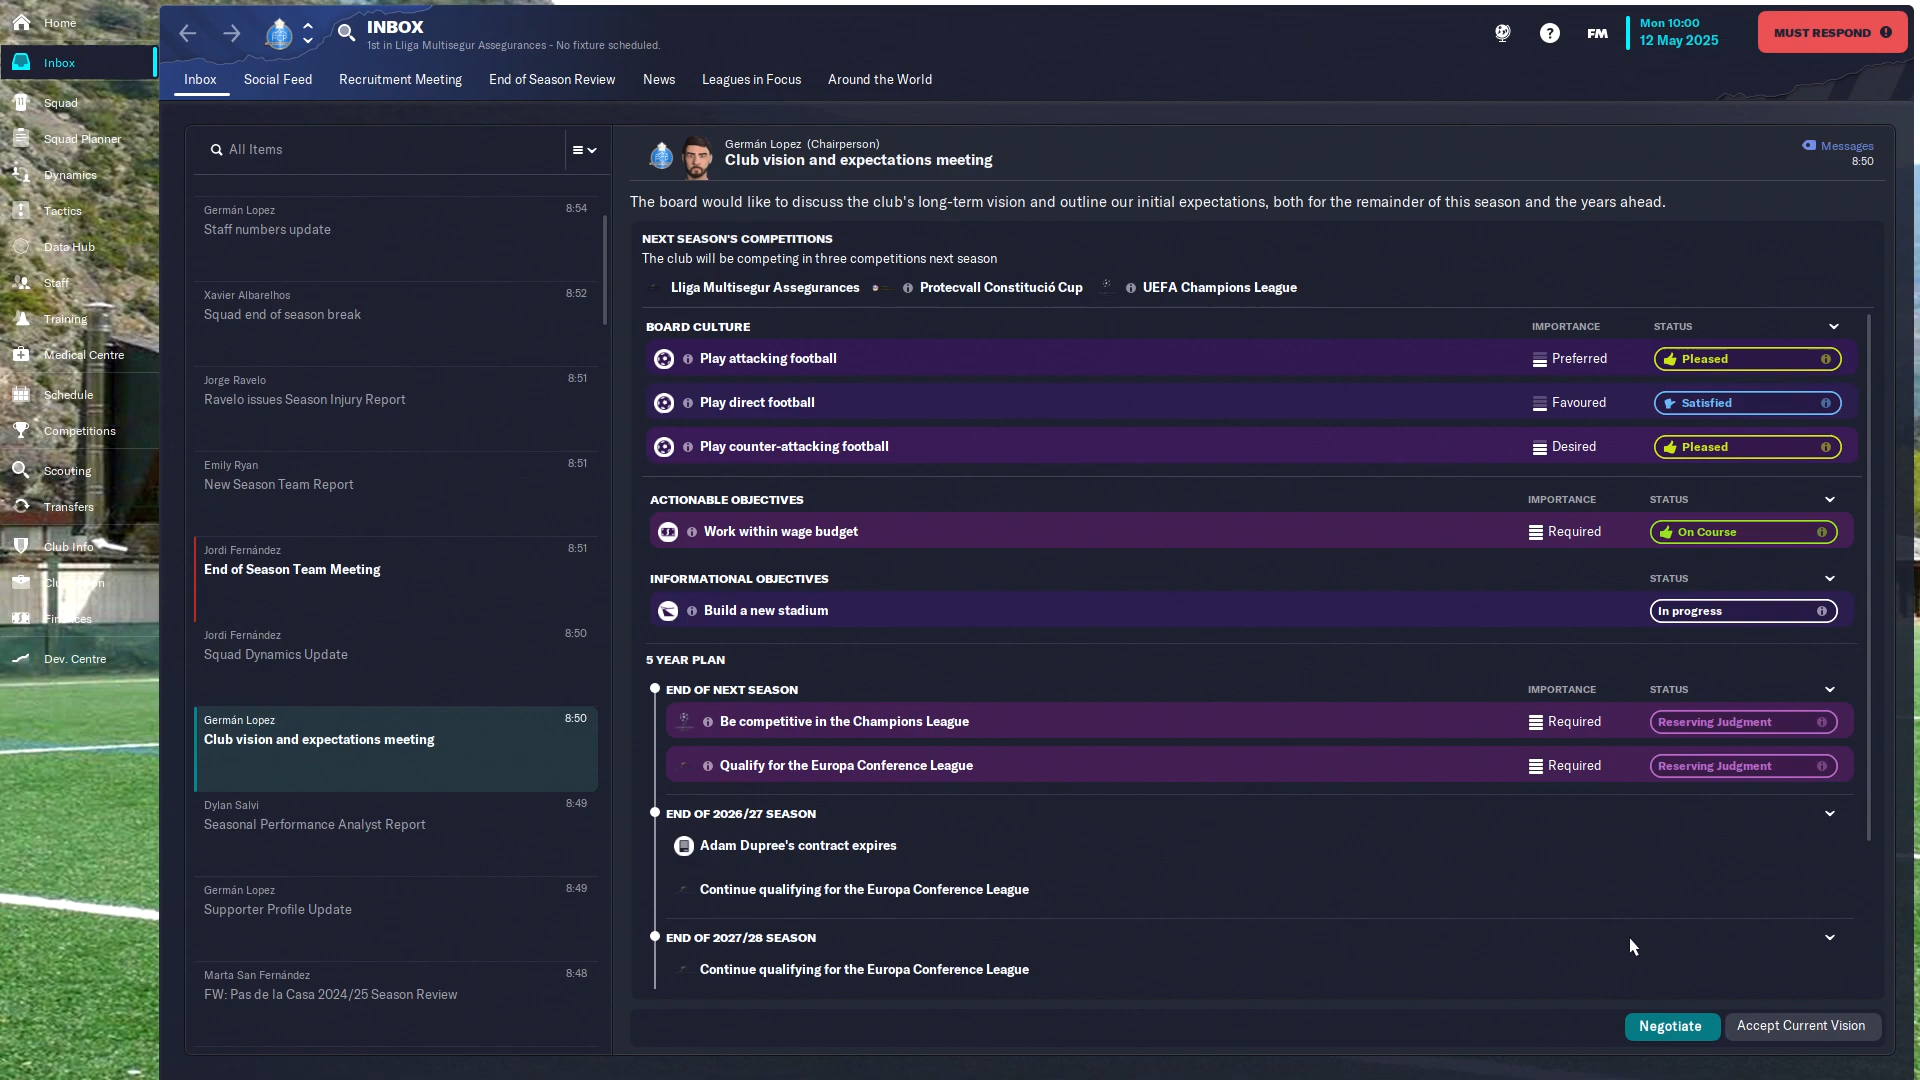 Home
Inbox
Squad
Squad Planner
Dynamics
Tactics
Data Hub
Staff
Training
Medical Centre
Schedule
Competitions
Scouting
Transfers
Club Info
Finances
Dev. Centre
INBOX
1st in Lliga Multisegur Assegurances - No fixture scheduled.
FM
Mon 10:00
12 May 2025
MUST RESPOND
Inbox
Social Feed
Recruitment Meeting
End of Season Review
News
Leagues in Focus
Around the World
All Items
Germán Lopez 8:54
Staff numbers update
Xavier Albarelhos 8:52
Squad end of season break
Jorge Ravelo 8:51
Ravelo issues Season Injury Report
Emily Ryan 8:51
New Season Team Report
Jordi Fernández 8:51
End of Season Team Meeting
Jordi Fernández 8:50
Squad Dynamics Update
Germán Lopez 8:50
Club vision and expectations meeting
Dylan Salvi 8:49
Seasonal Performance Analyst Report
Germán Lopez 8:49
Supporter Profile Update
Marta San Fernández 8:48
FW: Pas de la Casa 2024/25 Season Review
Germán Lopez (Chairperson)
Club vision and expectations meeting
Messages
8:50
The board would like to discuss the club's long-term vision and outline our initial expectations, both for the remainder of this season and the years ahead.
NEXT SEASON'S COMPETITIONS
The club will be competing in three competitions next season
Lliga Multisegur Assegurances Protecvall Constitució Cup UEFA Champions League
BOARD CULTURE IMPORTANCE STATUS
Play attacking football Preferred Pleased
Play direct football Favoured Satisfied
Play counter-attacking football Desired Pleased
ACTIONABLE OBJECTIVES IMPORTANCE STATUS
Work within wage budget Required On Course
INFORMATIONAL OBJECTIVES STATUS
Build a new stadium In progress
5 YEAR PLAN
END OF NEXT SEASON IMPORTANCE STATUS
Be competitive in the Champions League Required Reserving Judgment
Qualify for the Europa Conference League Required Reserving Judgment
END OF 2026/27 SEASON
Adam Dupree's contract expires
Continue qualifying for the Europa Conference League
END OF 2027/28 SEASON
Continue qualifying for the Europa Conference League
Negotiate
Accept Current Vision